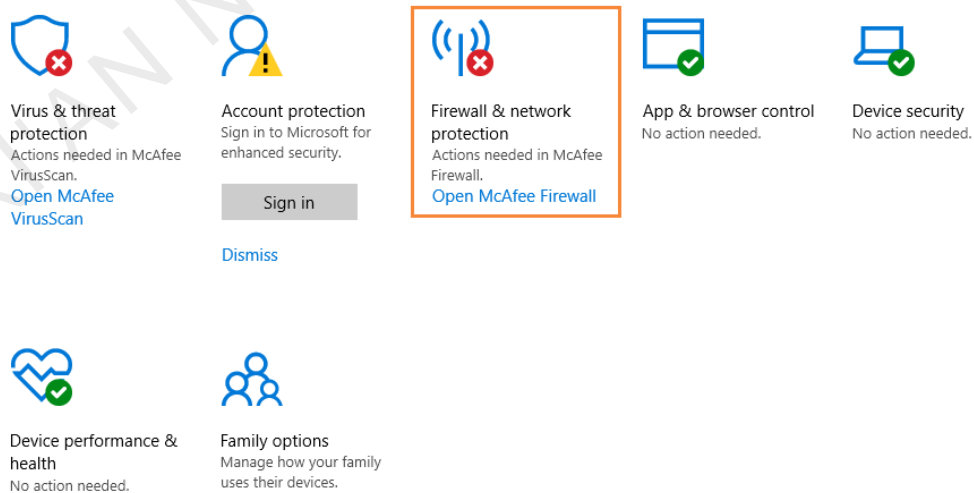 Virus & threat
protection
Actions needed in McAfee
VirusScan.
Open McAfee
VirusScan
Account protection
Sign in to Microsoft for
enhanced security.
Sign in
Dismiss
Firewall & network
protection
Actions needed in McAfee
Firewall.
Open McAfee Firewall
App & browser control
No action needed.
Device security
No action needed.
Device performance &
health
No action needed.
Family options
Manage how your family
uses their devices.